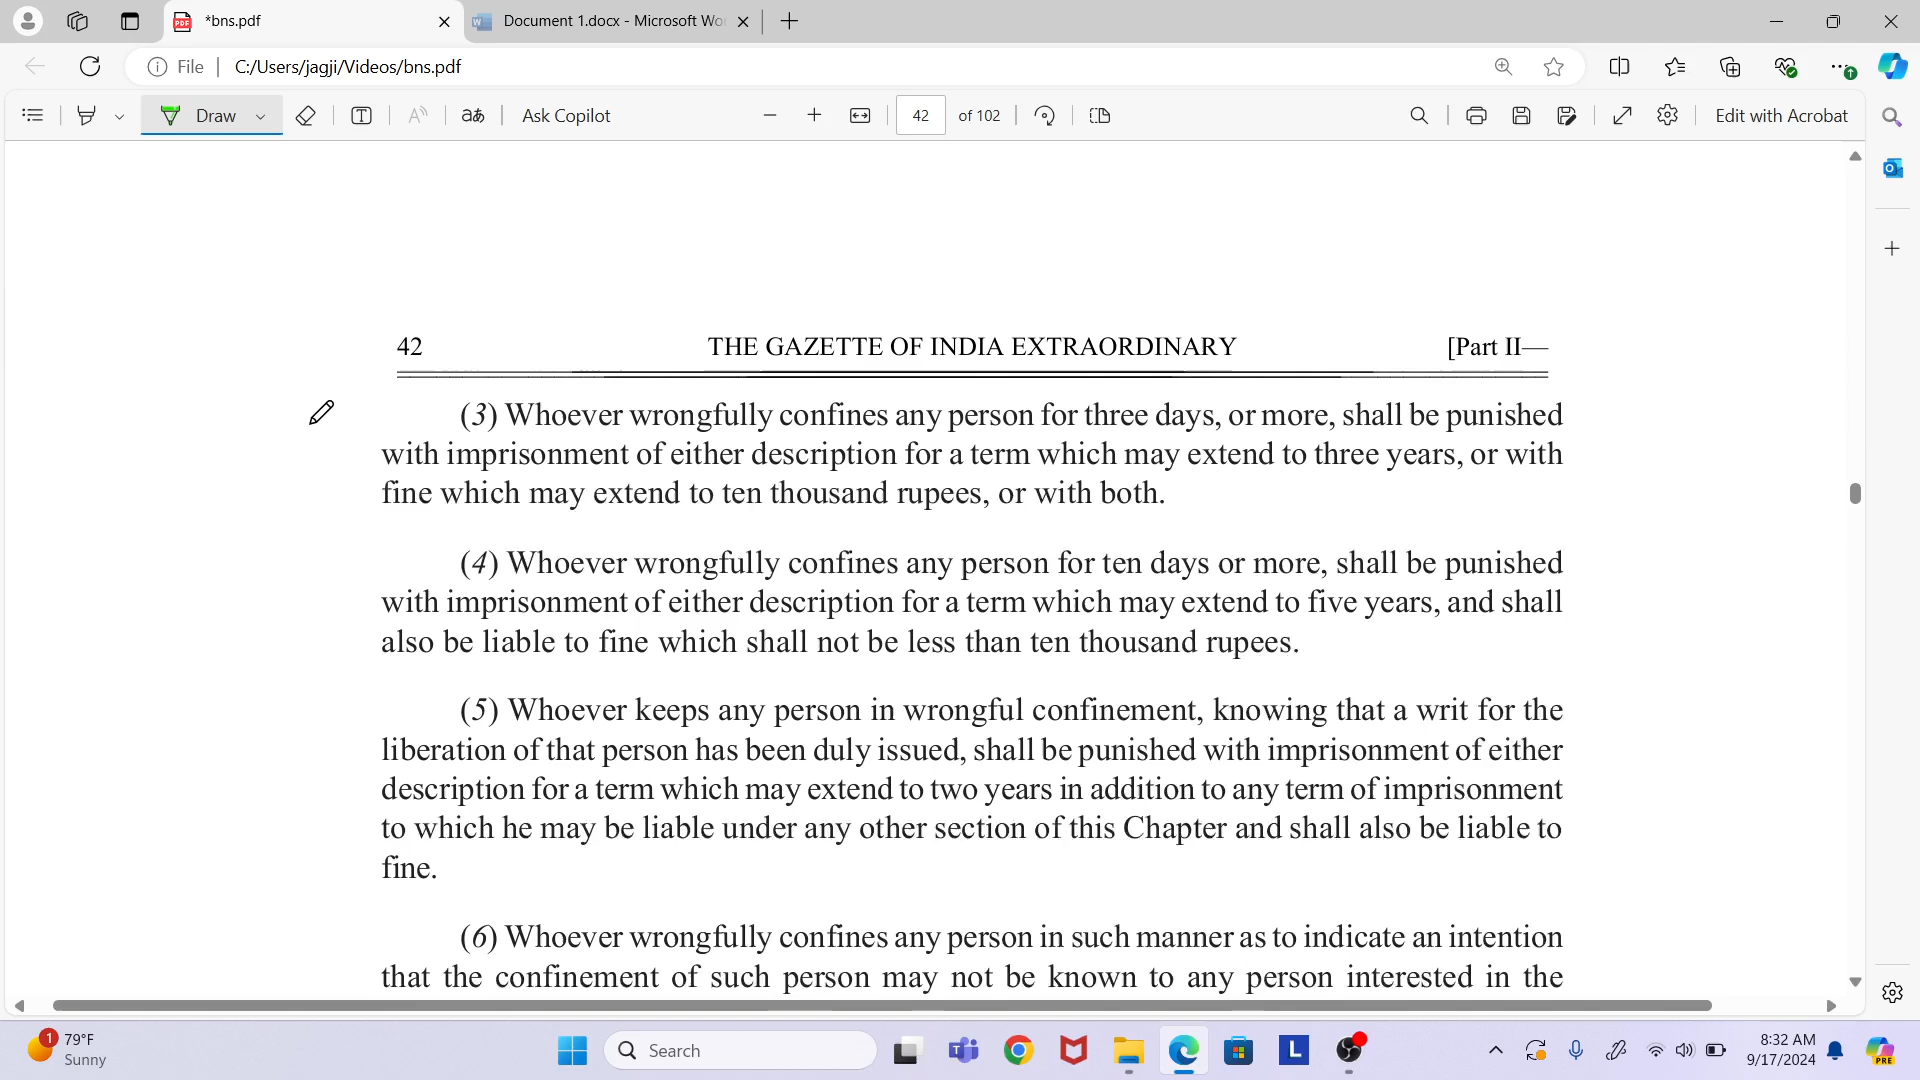 *bns.pdf
Document 1.docx - Microsoft Wo
File
C:/Users/jagji/Videos/bns.pdf
Draw
Ask Copilot
42
of 102
Edit with Acrobat
42
THE GAZETTE OF INDIA EXTRAORDINARY
[Part II—
(3) Whoever wrongfully confines any person for three days, or more, shall be punished
with imprisonment of either description for a term which may extend to three years, or with
fine which may extend to ten thousand rupees, or with both.
(4) Whoever wrongfully confines any person for ten days or more, shall be punished
with imprisonment of either description for a term which may extend to five years, and shall
also be liable to fine which shall not be less than ten thousand rupees.
(5) Whoever keeps any person in wrongful confinement, knowing that a writ for the
liberation of that person has been duly issued, shall be punished with imprisonment of either
description for a term which may extend to two years in addition to any term of imprisonment
to which he may be liable under any other section of this Chapter and shall also be liable to
fine.
(6) Whoever wrongfully confines any person in such manner as to indicate an intention
that the confinement of such person may not be known to any person interested in the
1
79°F
Sunny
Search
L
8:32 AM
9/17/2024
PRE